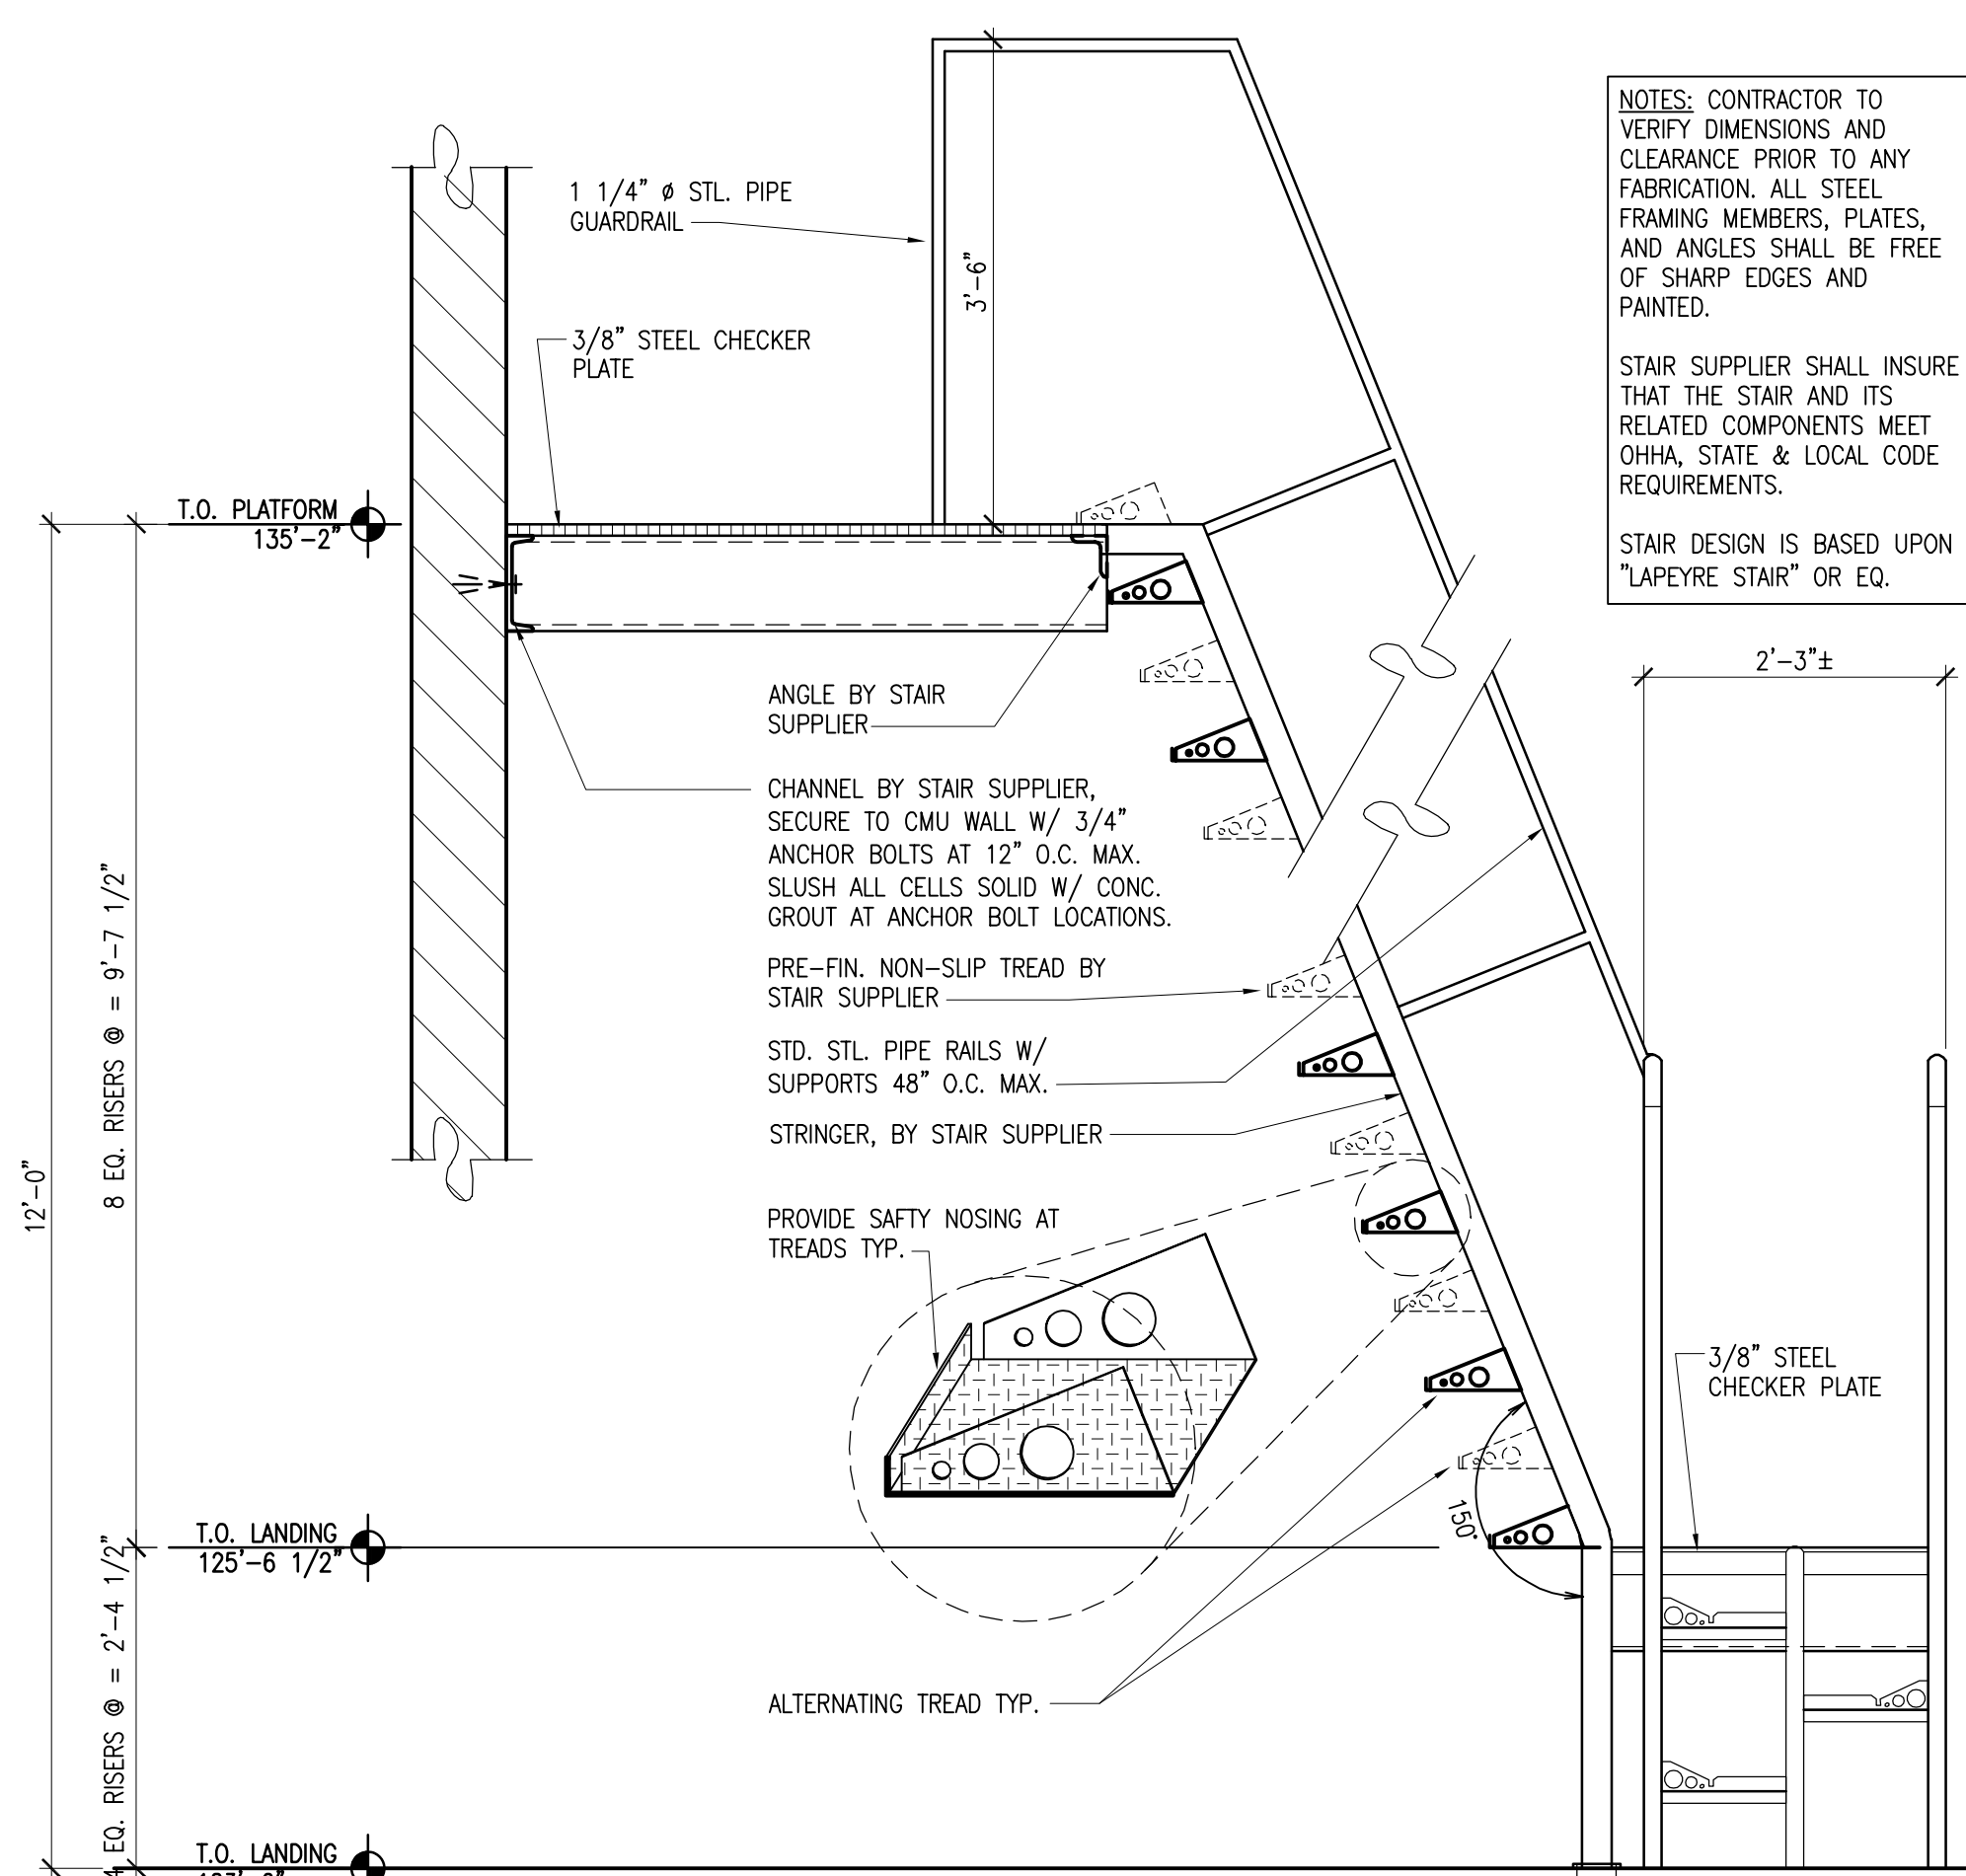 1 1/4" ø STL. PIPE
GUARDRAIL
3'-6"
3/8" STEEL CHECKER
PLATE
T.O. PLATFORM
135'-2"
NOTES: CONTRACTOR TO
VERIFY DIMENSIONS AND
CLEARANCE PRIOR TO ANY
FABRICATION. ALL STEEL
FRAMING MEMBERS, PLATES,
AND ANGLES SHALL BE FREE
OF SHARP EDGES AND
PAINTED.
STAIR SUPPLIER SHALL INSURE
THAT THE STAIR AND ITS
RELATED COMPONENTS MEET
OHHA, STATE & LOCAL CODE
REQUIREMENTS.
STAIR DESIGN IS BASED UPON
"LAPEYRE STAIR" OR EQ.
2'-3"±
ANGLE BY STAIR
SUPPLIER
CHANNEL BY STAIR SUPPLIER,
SECURE TO CMU WALL W/ 3/4"
ANCHOR BOLTS AT 12" O.C. MAX.
SLUSH ALL CELLS SOLID W/ CONC.
GROUT AT ANCHOR BOLT LOCATIONS.
PRE-FIN. NON-SLIP TREAD BY
STAIR SUPPLIER
STD. STL. PIPE RAILS W/
SUPPORTS 48" O.C. MAX.
STRINGER, BY STAIR SUPPLIER
PROVIDE SAFTY NOSING AT
TREADS TYP.
12'-0"
8 EQ. RISERS @ = 9'-7 1/2"
3/8" STEEL
CHECKER PLATE
150°
T.O. LANDING
125'-6 1/2"
EQ. RISERS @ = 2'-4 1/2"
ALTERNATING TREAD TYP.
T.O. LANDING